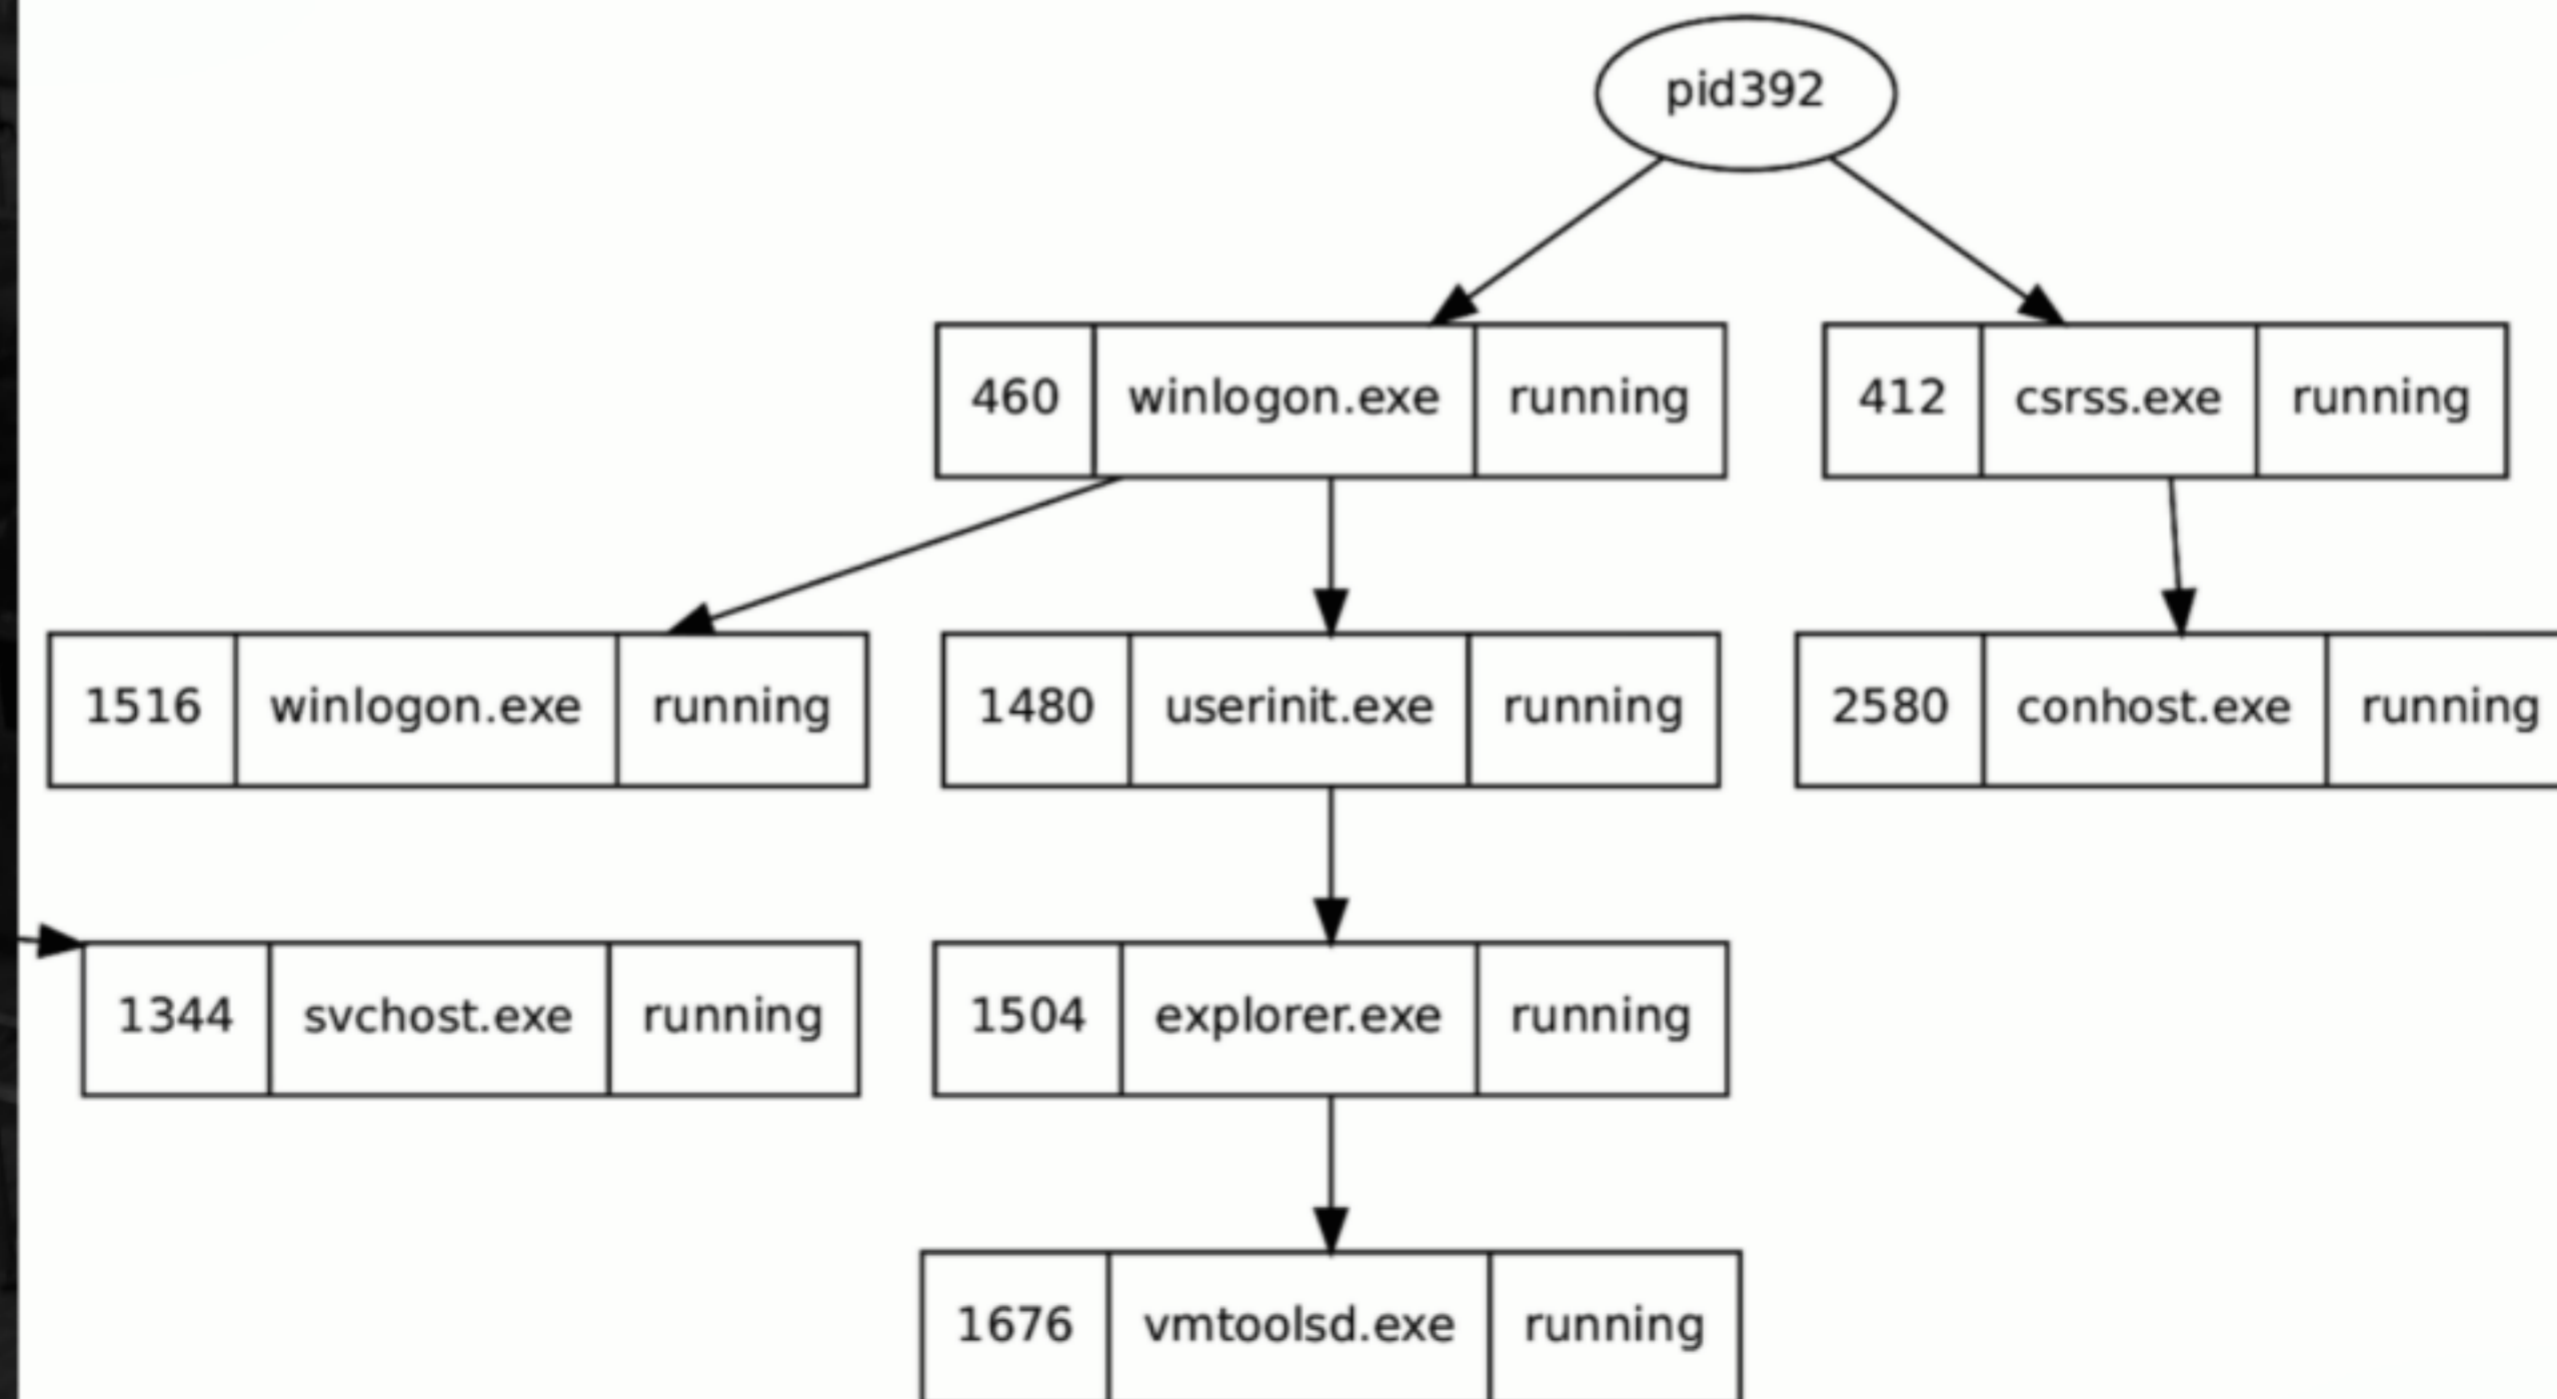 pid392
460 winlogon.exe running
412 csrss.exe running
1516 winlogon.exe running
1480 userinit.exe running
2580 conhost.exe running
1344 svchost.exe running
1504 explorer.exe running
1676 vmtoolsd.exe running